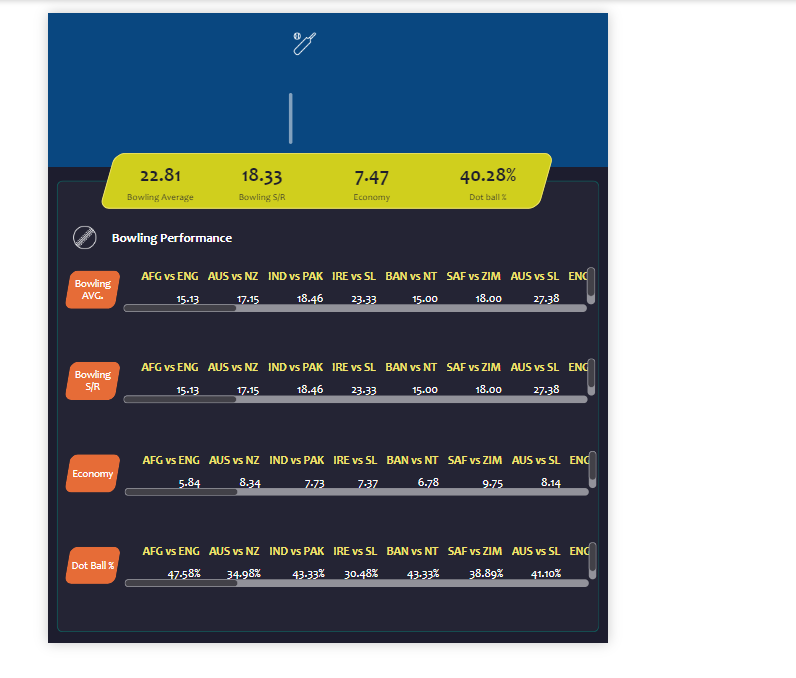 22.81 18.33 7.47 40.28%
Bowling Average Bowling S/R Economy Dot ball %
Bowling Performance
Bowling AVG.
AFG vs ENG AUS vs NZ IND vs PAK IRE vs SL BAN vs NT SAF vs ZIM AUS vs SL ENG
15.13 17.15 18.46 23.33 15.00 18.00 27.38
Bowling S/R
AFG vs ENG AUS vs NZ IND vs PAK IRE vs SL BAN vs NT SAF vs ZIM AUS vs SL ENG
15.13 17.15 18.46 23.33 15.00 18.00 27.38
Economy
AFG vs ENG AUS vs NZ IND vs PAK IRE vs SL BAN vs NT SAF vs ZIM AUS vs SL ENG
5.84 8.34 7.73 7.37 6.78 9.75 8.14
Dot Ball %
AFG vs ENG AUS vs NZ IND vs PAK IRE vs SL BAN vs NT SAF vs ZIM AUS vs SL ENG
47.58% 34.98% 43.33% 30.48% 43.33% 38.89% 41.10%